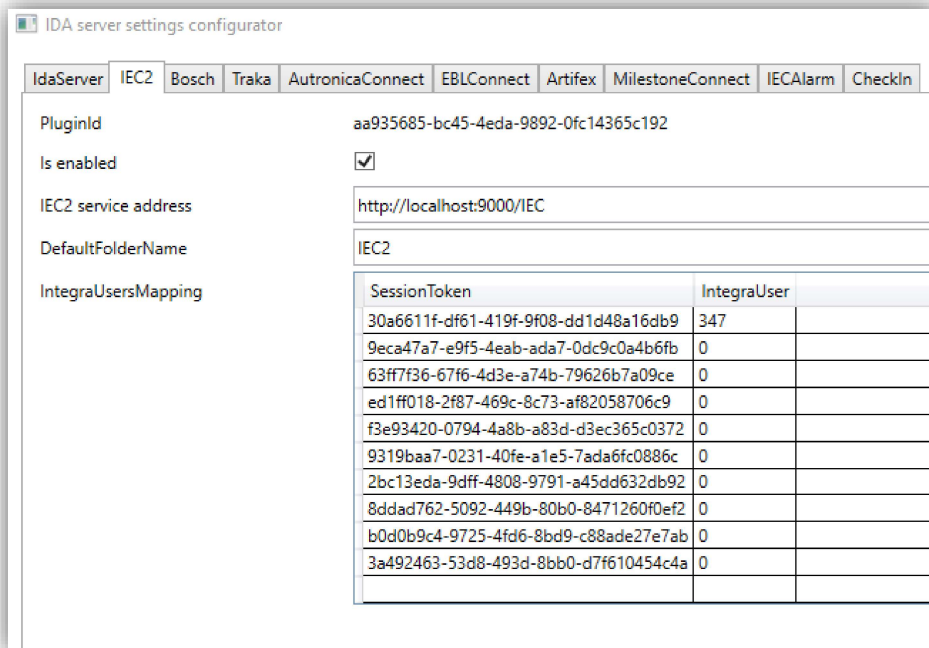 IDA server settings configurator
IdaServer IEC2 Bosch Traka AutronicaConnect EBLConnect Artifex MilestoneConnect IECAlarm CheckIn
PluginId aa935685-bc45-4eda-9892-0fc14365c192
Is enabled
IEC2 service address http://localhost:9000/IEC
DefaultFolderName IEC2
IntegraUsersMapping SessionToken IntegraUser
30a6611f-df61-419f-9f08-dd1d48a16db9 347
9eca47a7-e9f5-4eab-ada7-0dc9c0a4b6fb 0
63ff7f36-67f6-4d3e-a74b-79626b7a09ce 0
ed1ff018-2f87-469c-8c73-af82058706c9 0
f3e93420-0794-4a8b-a83d-d3ec365c0372 0
9319baa7-0231-40fe-a1e5-7ada6fc0886c 0
2bc13eda-9dff-4808-9791-a45dd632db92 0
8ddad762-5092-449b-80b0-8471260f0ef2 0
b0d0b9c4-9725-4fd6-8bd9-c88ade27e7ab 0
3a492463-53d8-493d-8bb0-d7f610454c4a 0